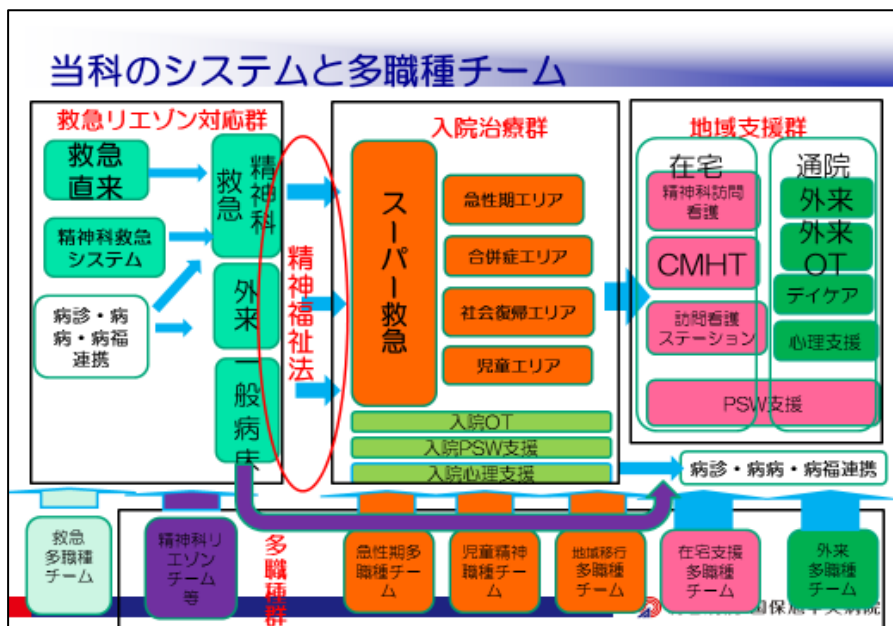 当科のシステムと多職種チーム
救急リエゾン対応群
救急
直来
精神科救急
システム
病診・病
病・病福
連携
精神科
救急
外来
一般病床
精神福祉法
入院治療群
スーパー救急
急性期エリア
合併症エリア
社会復帰エリア
児童エリア
入院OT
入院PSW支援
入院心理支援
地域支援群
在宅
精神科訪問
看護
CMHT
訪問看護
ステーション
通院
外来
外来
OT
デイケア
心理支援
PSW支援
病診・病病・病福連携
救急
多職種
チーム
精神科リ
エゾン
チーム
等
多職種群
急性期多
職種チー
ム
児童精神
職種チー
ム
地域移行
多職種チ
ーム
在宅支援
多職種チ
ーム
外来
多職種
チーム
国保旭中央病院